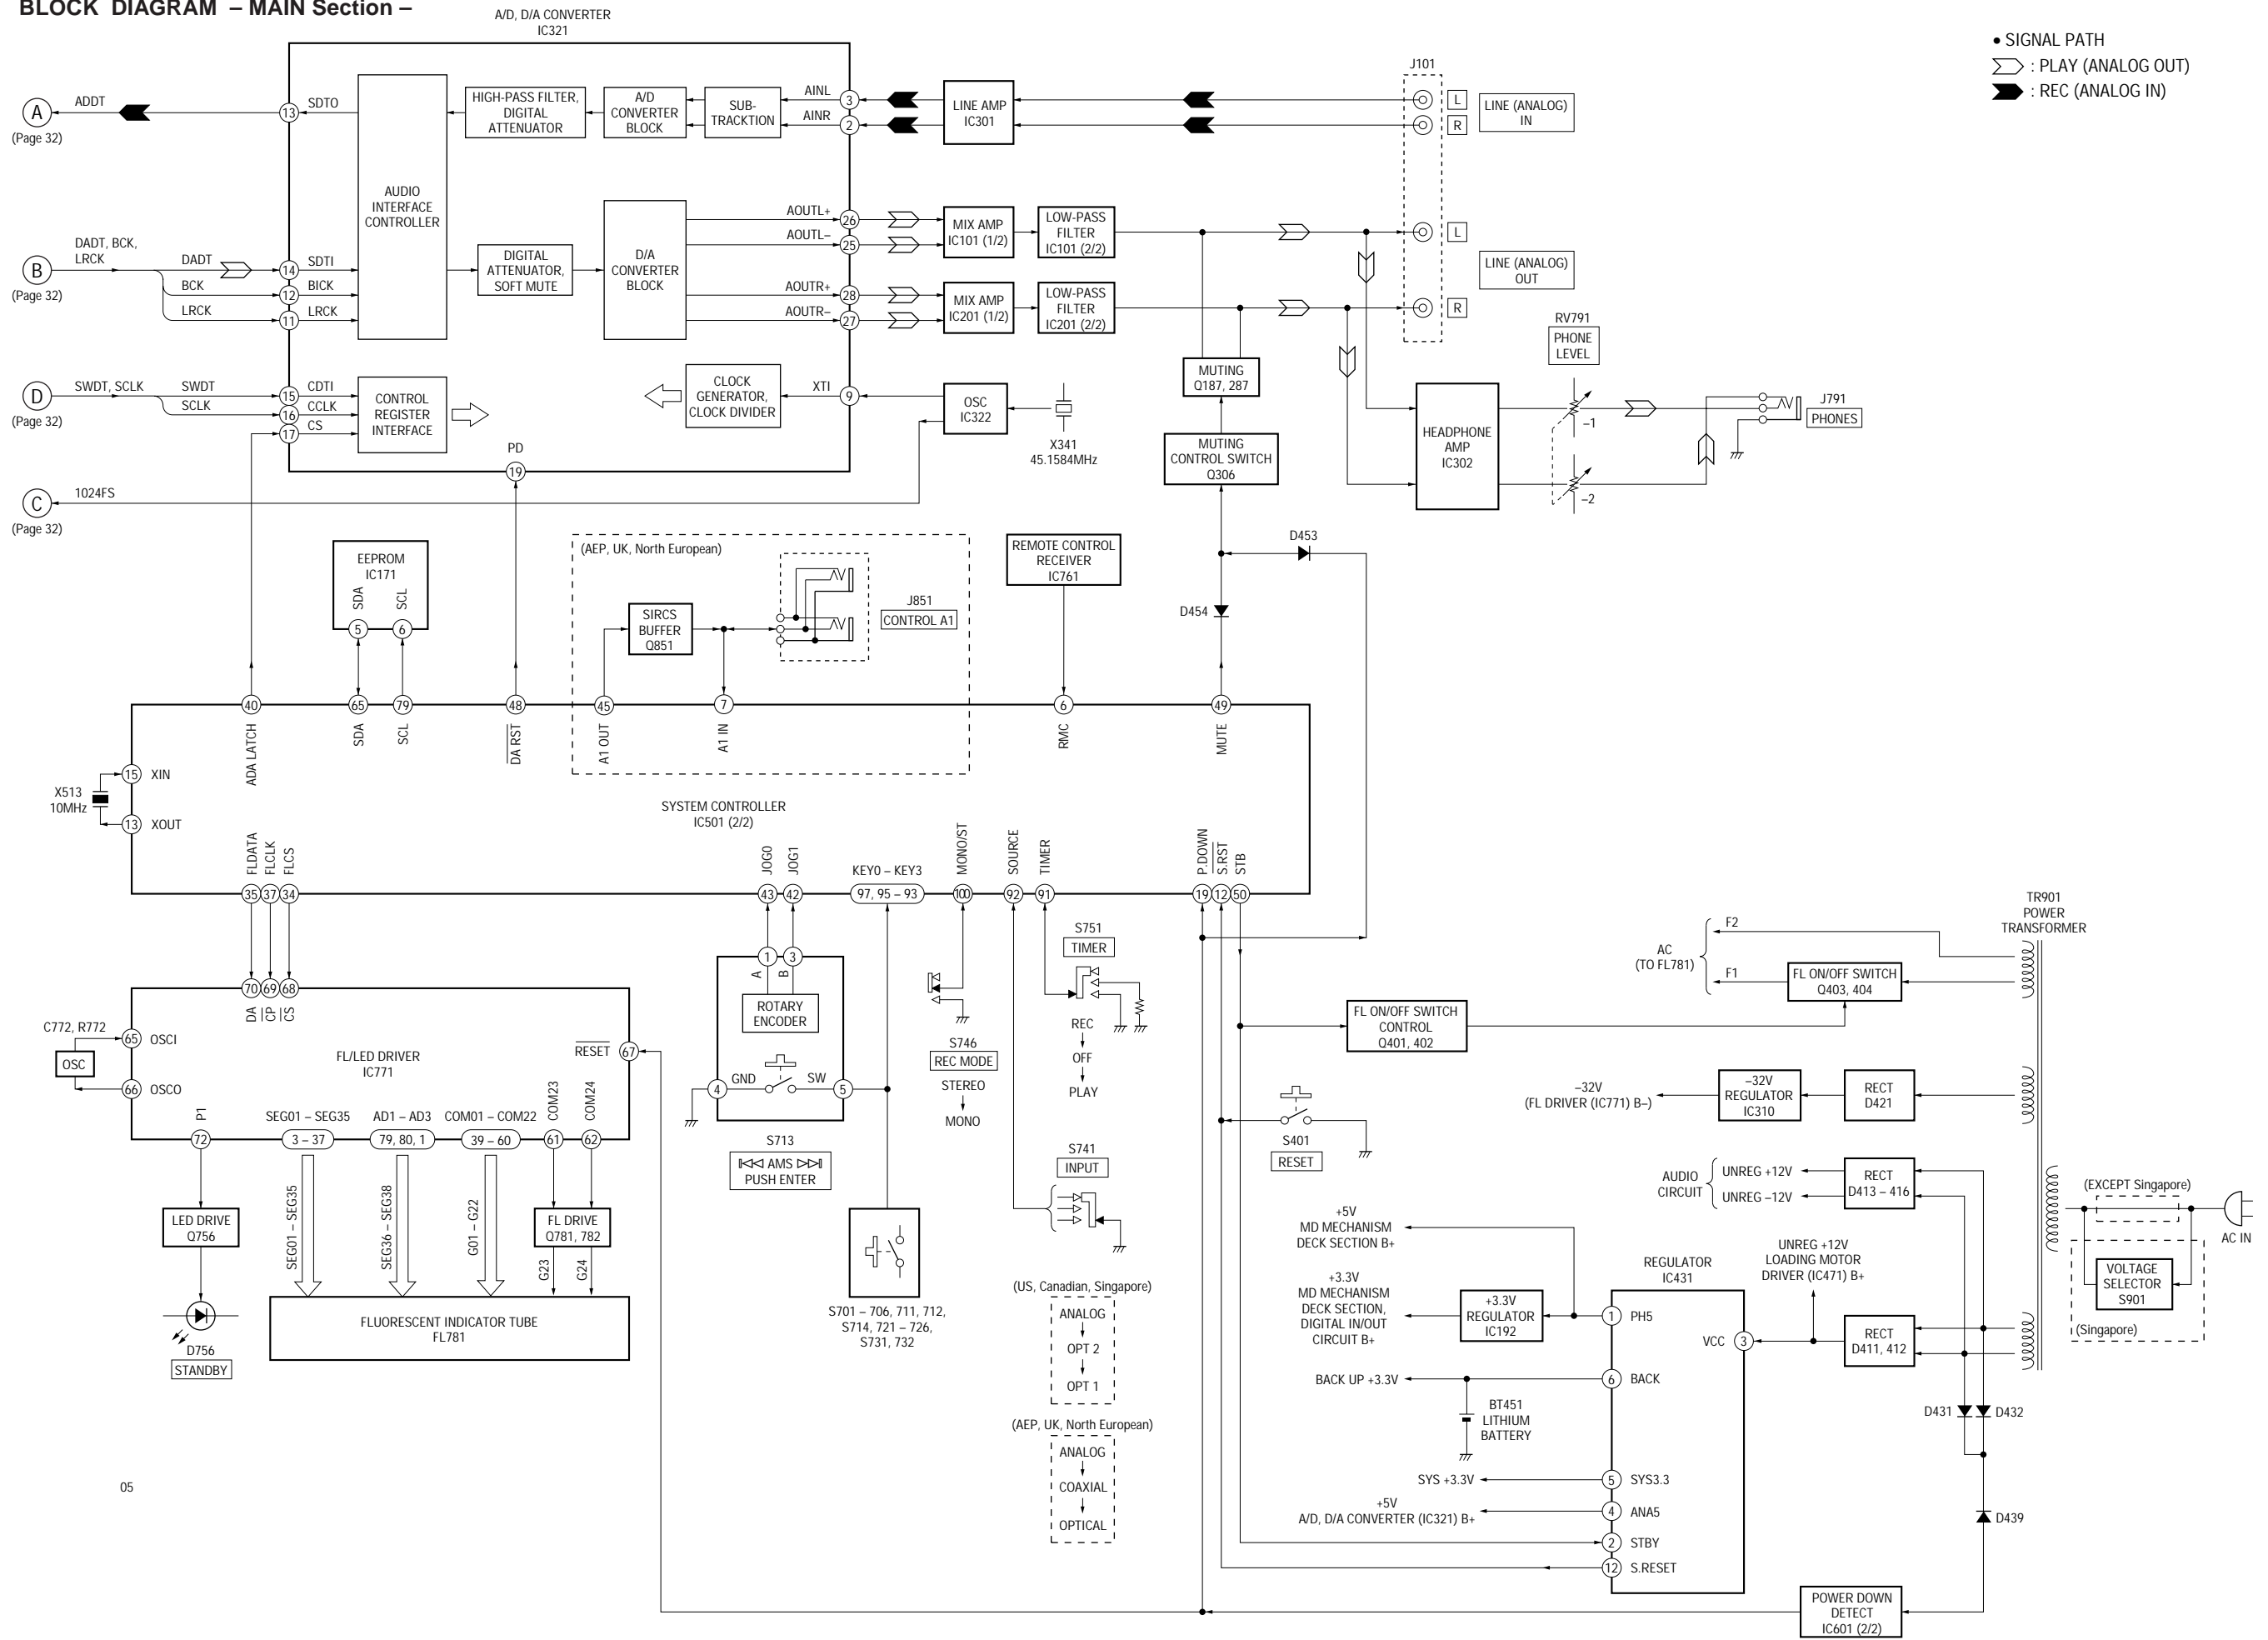 BLOCK DIAGRAM – MAIN Section –
A/D, D/A CONVERTER
IC321
• SIGNAL PATH
: PLAY (ANALOG OUT)
: REC (ANALOG IN)
A
(Page 32)
ADDT
13
SDTO
AUDIO
INTERFACE
CONTROLLER
HIGH-PASS FILTER,
DIGITAL
ATTENUATOR
A/D
CONVERTER
BLOCK
SUB-
TRACKTION
AINL
3
AINR
2
LINE AMP
IC301
J101
L
R
LINE (ANALOG)
IN
B
(Page 32)
DADT, BCK,
LRCK
DADT
14
SDTI
BCK
12
BICK
LRCK
11
LRCK
DIGITAL
ATTENUATOR,
SOFT MUTE
D/A
CONVERTER
BLOCK
AOUTL+
26
AOUTL–
25
AOUTR+
28
AOUTR–
27
MIX AMP
IC101 (1/2)
LOW-PASS
FILTER
IC101 (2/2)
MIX AMP
IC201 (1/2)
LOW-PASS
FILTER
IC201 (2/2)
L
LINE (ANALOG)
OUT
R
RV791
PHONE
LEVEL
D
(Page 32)
SWDT, SCLK
SWDT
15
CDTI
SCLK
16
CCLK
17
CS
CONTROL
REGISTER
INTERFACE
CLOCK
GENERATOR,
CLOCK DIVIDER
XTI
9
OSC
IC322
X341
45.1584MHz
MUTING
Q187, 287
MUTING
CONTROL SWITCH
Q306
HEADPHONE
AMP
IC302
–1
–2
J791
PHONES
PD
19
C
(Page 32)
1024FS
EEPROM
IC171
SDA
SCL
5
6
(AEP, UK, North European)
SIRCS
BUFFER
Q851
J851
CONTROL A1
REMOTE CONTROL
RECEIVER
IC761
D453
D454
40
65
79
48
45
7
6
49
ADA LATCH
SDA
SCL
DA RST
A1 OUT
A1 IN
RMC
MUTE
X513
10MHz
15
XIN
13
XOUT
SYSTEM CONTROLLER
IC501 (2/2)
FLDATA
FLCLK
FLCS
JOG0
JOG1
KEY0 – KEY3
MONO/ST
SOURCE
TIMER
P.DOWN
S.RST
STB
35
37
34
43
42
97, 95 – 93
100
92
91
19
12
50
70
69
68
DA
CP
CS
C772, R772
OSC
65
OSCI
66
OSCO
FL/LED DRIVER
IC771
RESET
67
P1
SEG01 – SEG35
AD1 – AD3
COM01 – COM22
COM23
COM24
72
3 – 37
79, 80, 1
39 – 60
61
62
LED DRIVE
Q756
SEG01 – SEG35
SEG36 – SEG38
G01 – G22
FL DRIVE
Q781, 782
G23
G24
FLUORESCENT INDICATOR TUBE
FL781
D756
STANDBY
1
3
A
B
ROTARY
ENCODER
4
GND
SW
5
S713
AMS
PUSH ENTER
S746
REC MODE
STEREO
MONO
S751
TIMER
REC
OFF
PLAY
S741
INPUT
S701 – 706, 711, 712,
S714, 721 – 726,
S731, 732
(US, Canadian, Singapore)
ANALOG
OPT 2
OPT 1
(AEP, UK, North European)
ANALOG
COAXIAL
OPTICAL
S401
RESET
FL ON/OFF SWITCH
CONTROL
Q401, 402
AC
(TO FL781)
F2
F1
FL ON/OFF SWITCH
Q403, 404
TR901
POWER
TRANSFORMER
–32V
(FL DRIVER (IC771) B–)
–32V
REGULATOR
IC310
RECT
D421
AUDIO
CIRCUIT
UNREG +12V
UNREG –12V
RECT
D413 – 416
(EXCEPT Singapore)
AC IN
VOLTAGE
SELECTOR
S901
(Singapore)
+5V
MD MECHANISM
DECK SECTION B+
+3.3V
MD MECHANISM
DECK SECTION,
DIGITAL IN/OUT
CIRCUIT B+
+3.3V
REGULATOR
IC192
REGULATOR
IC431
1
PH5
VCC
3
UNREG +12V
LOADING MOTOR
DRIVER (IC471) B+
RECT
D411, 412
BACK UP +3.3V
6
BACK
BT451
LITHIUM
BATTERY
D431
D432
SYS +3.3V
5
SYS3.3
+5V
A/D, D/A CONVERTER (IC321) B+
4
ANA5
2
STBY
12
S.RESET
D439
POWER DOWN
DETECT
IC601 (2/2)
05